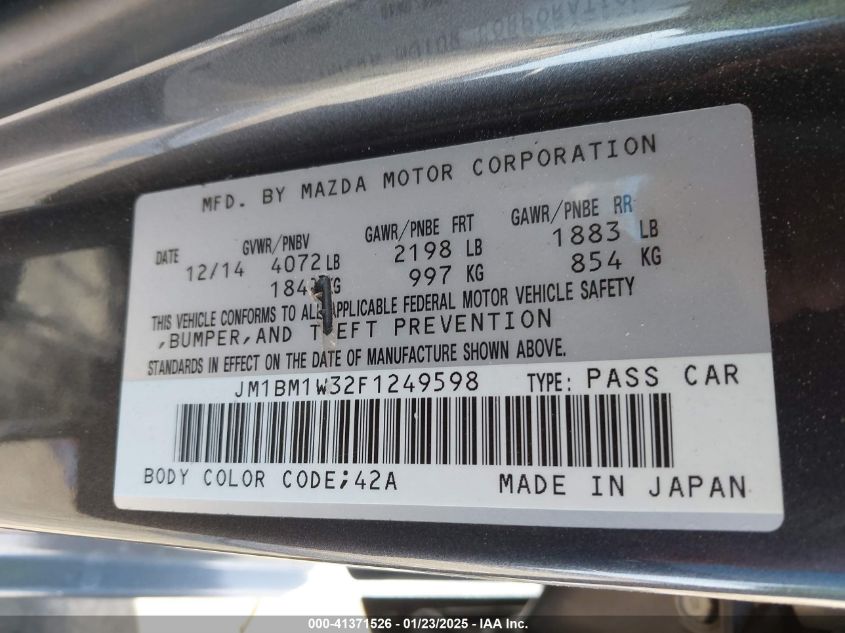 MFD. BY MAZDA MOTOR CORPORATION
DATE GVWR/PNBV GAWR/PNBE FRT GAWR/PNBE RR
12/14 4072 LB 2198 LB 1883 LB
KG 997 KG 854 KG
THIS VEHICLE CONFORMS TO ALL APPLICABLE FEDERAL MOTOR VEHICLE SAFETY
,BUMPER,AND THEFT PREVENTION
STANDARDS IN EFFECT ON THE DATE OF MANUFACTURE SHOWN ABOVE.
JM1BM1W32F1249598 TYPE: PASS CAR
BODY COLOR CODE;42A MADE IN JAPAN
000-41371526 - 01/23/2025 - IAA Inc.